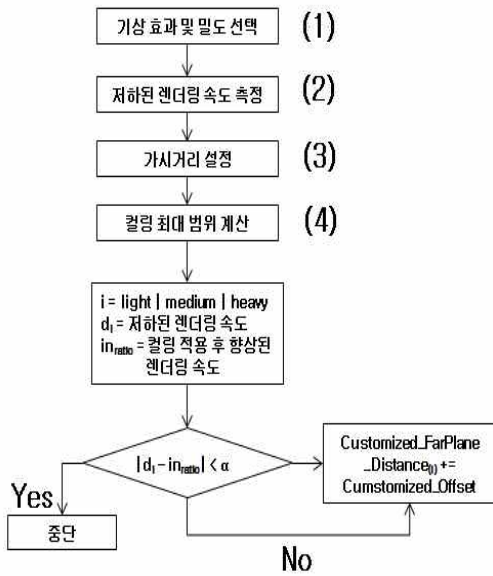 기상 효과 및 밀도 선택
(1)
저하된 렌더링 속도 측정
(2)
가시거리 설정
(3)
컬링 최대 범위 계산
(4)
i = light | medium | heavy
di = 저하된 렌더링 속도
inratio = 컬링 적용 후 향상된
렌더링 속도
|di - inratio| < α
Customized_FarPlane
_Distance(i) +=
Cumstomized_Offset
Yes
중단
No